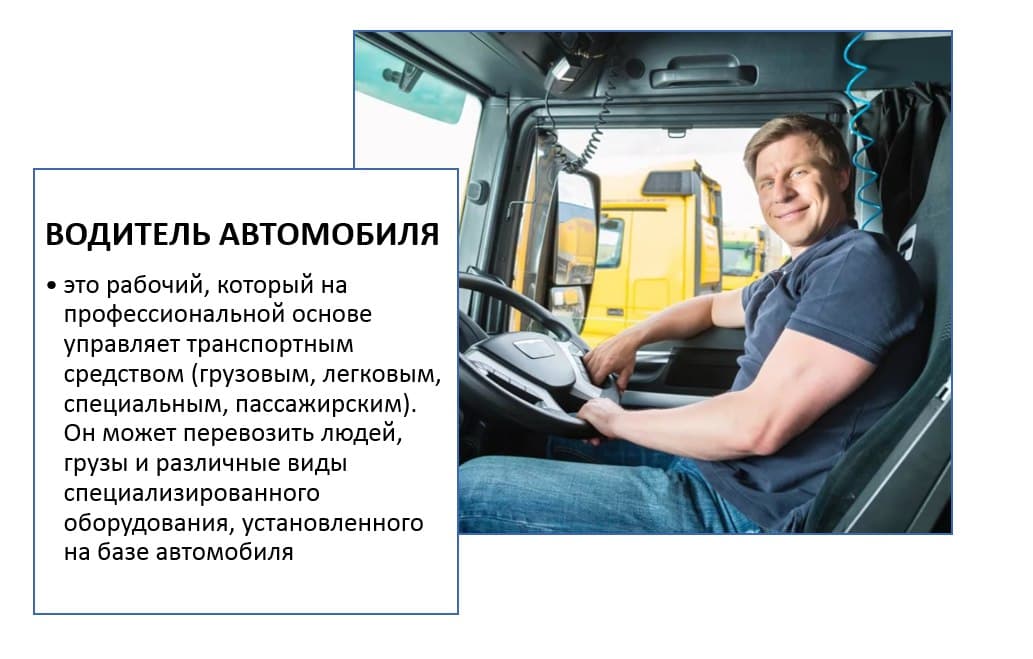 ВОДИТЕЛЬ АВТОМОБИЛЯ
• это рабочий, который на
профессиональной основе
управляет транспортным
средством (грузовым, легковым,
специальным, пассажирским).
Он может перевозить людей,
грузы и различные виды
специализированного
оборудования, установленного
на базе автомобиля